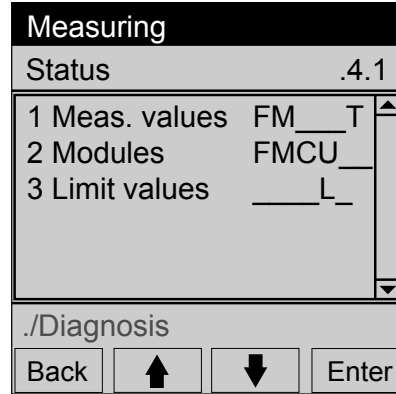 Measuring
Status .4.1
1 Meas. values FM___T
2 Modules FMCU__
3 Limit values ____L_
./Diagnosis
Back Enter